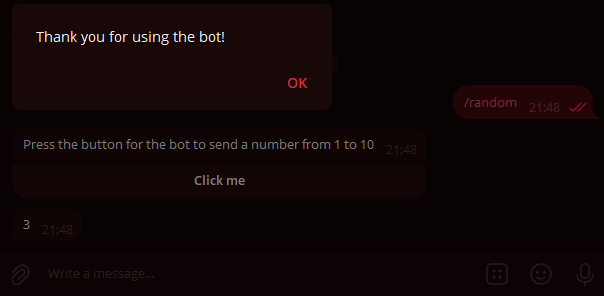 Thank you for using the bot!
OK
/random 21:48
Press the button for the bot to send a number from 1 to 10 21:48
Click me
3 21:48
Write a message...